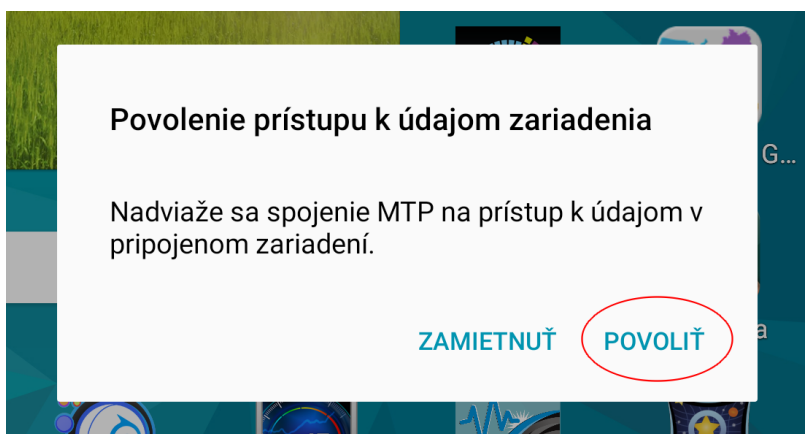 Povolenie prístupu k údajom zariadenia
G...
Nadviaže sa spojenie MTP na prístup k údajom v
pripojenom zariadení.
ZAMIETNUŤ POVOLIŤ
a